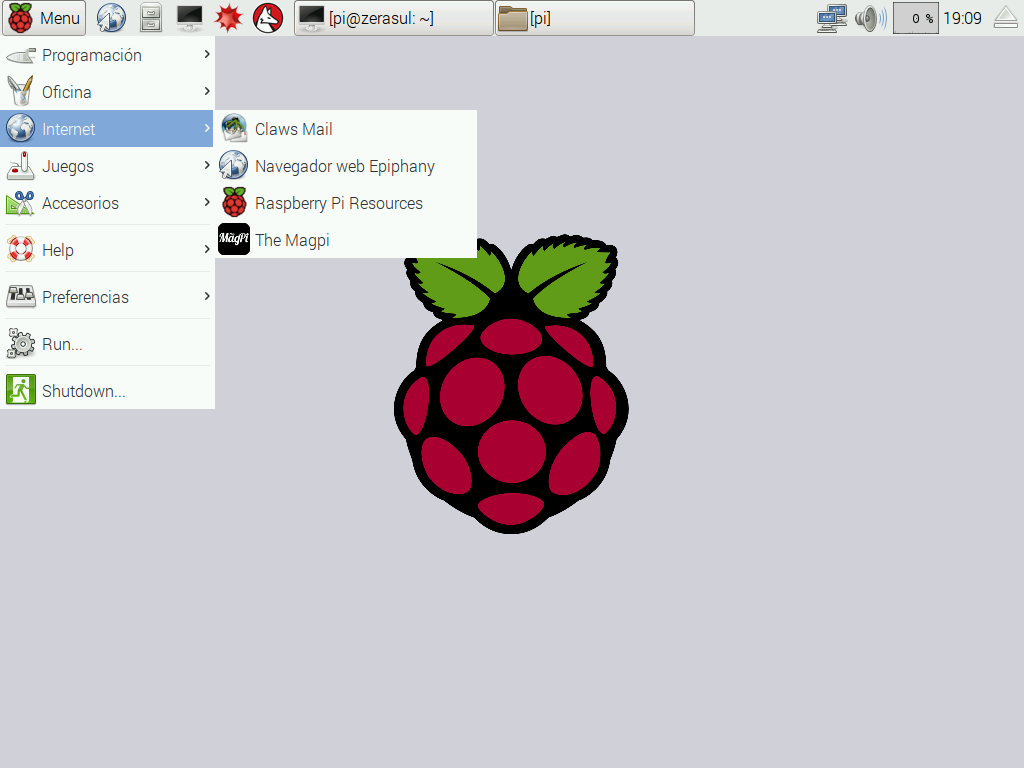 Menu
[pi@zerasul: ~]
[pi]
0 %
19:09
Programación
Oficina
Internet
Claws Mail
Juegos
Navegador web Epiphany
Accesorios
Raspberry Pi Resources
Help
The Magpi
MagPi
Preferencias
Run...
Shutdown...